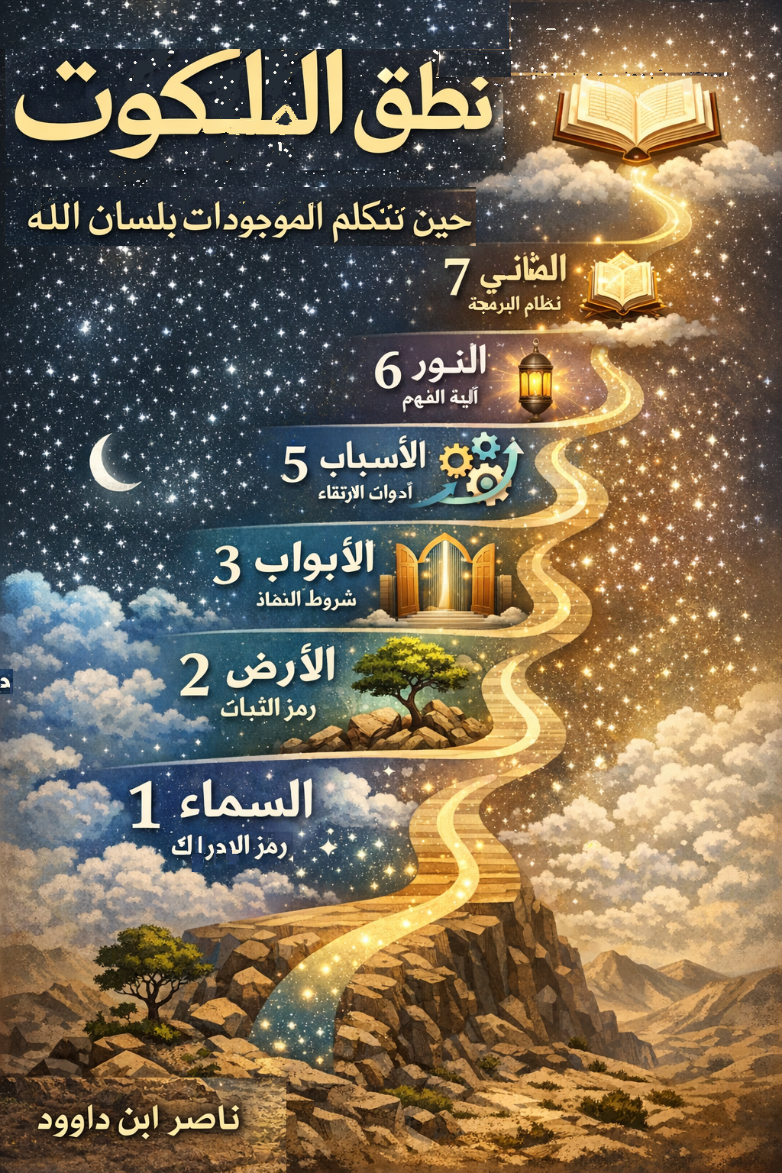 نطق الملكوت
حين تتكلم الموجودات بلسان الله
7 المثاني
نظام البرمجة
6 النور
آلية الفهم
5 الأسباب
أدوات الارتقاء
3 الأبواب
شروط النفاذ
2 الأرض
رمز الثبات
د
1 السماء
رمز الادراك
ناصر ابن داوود